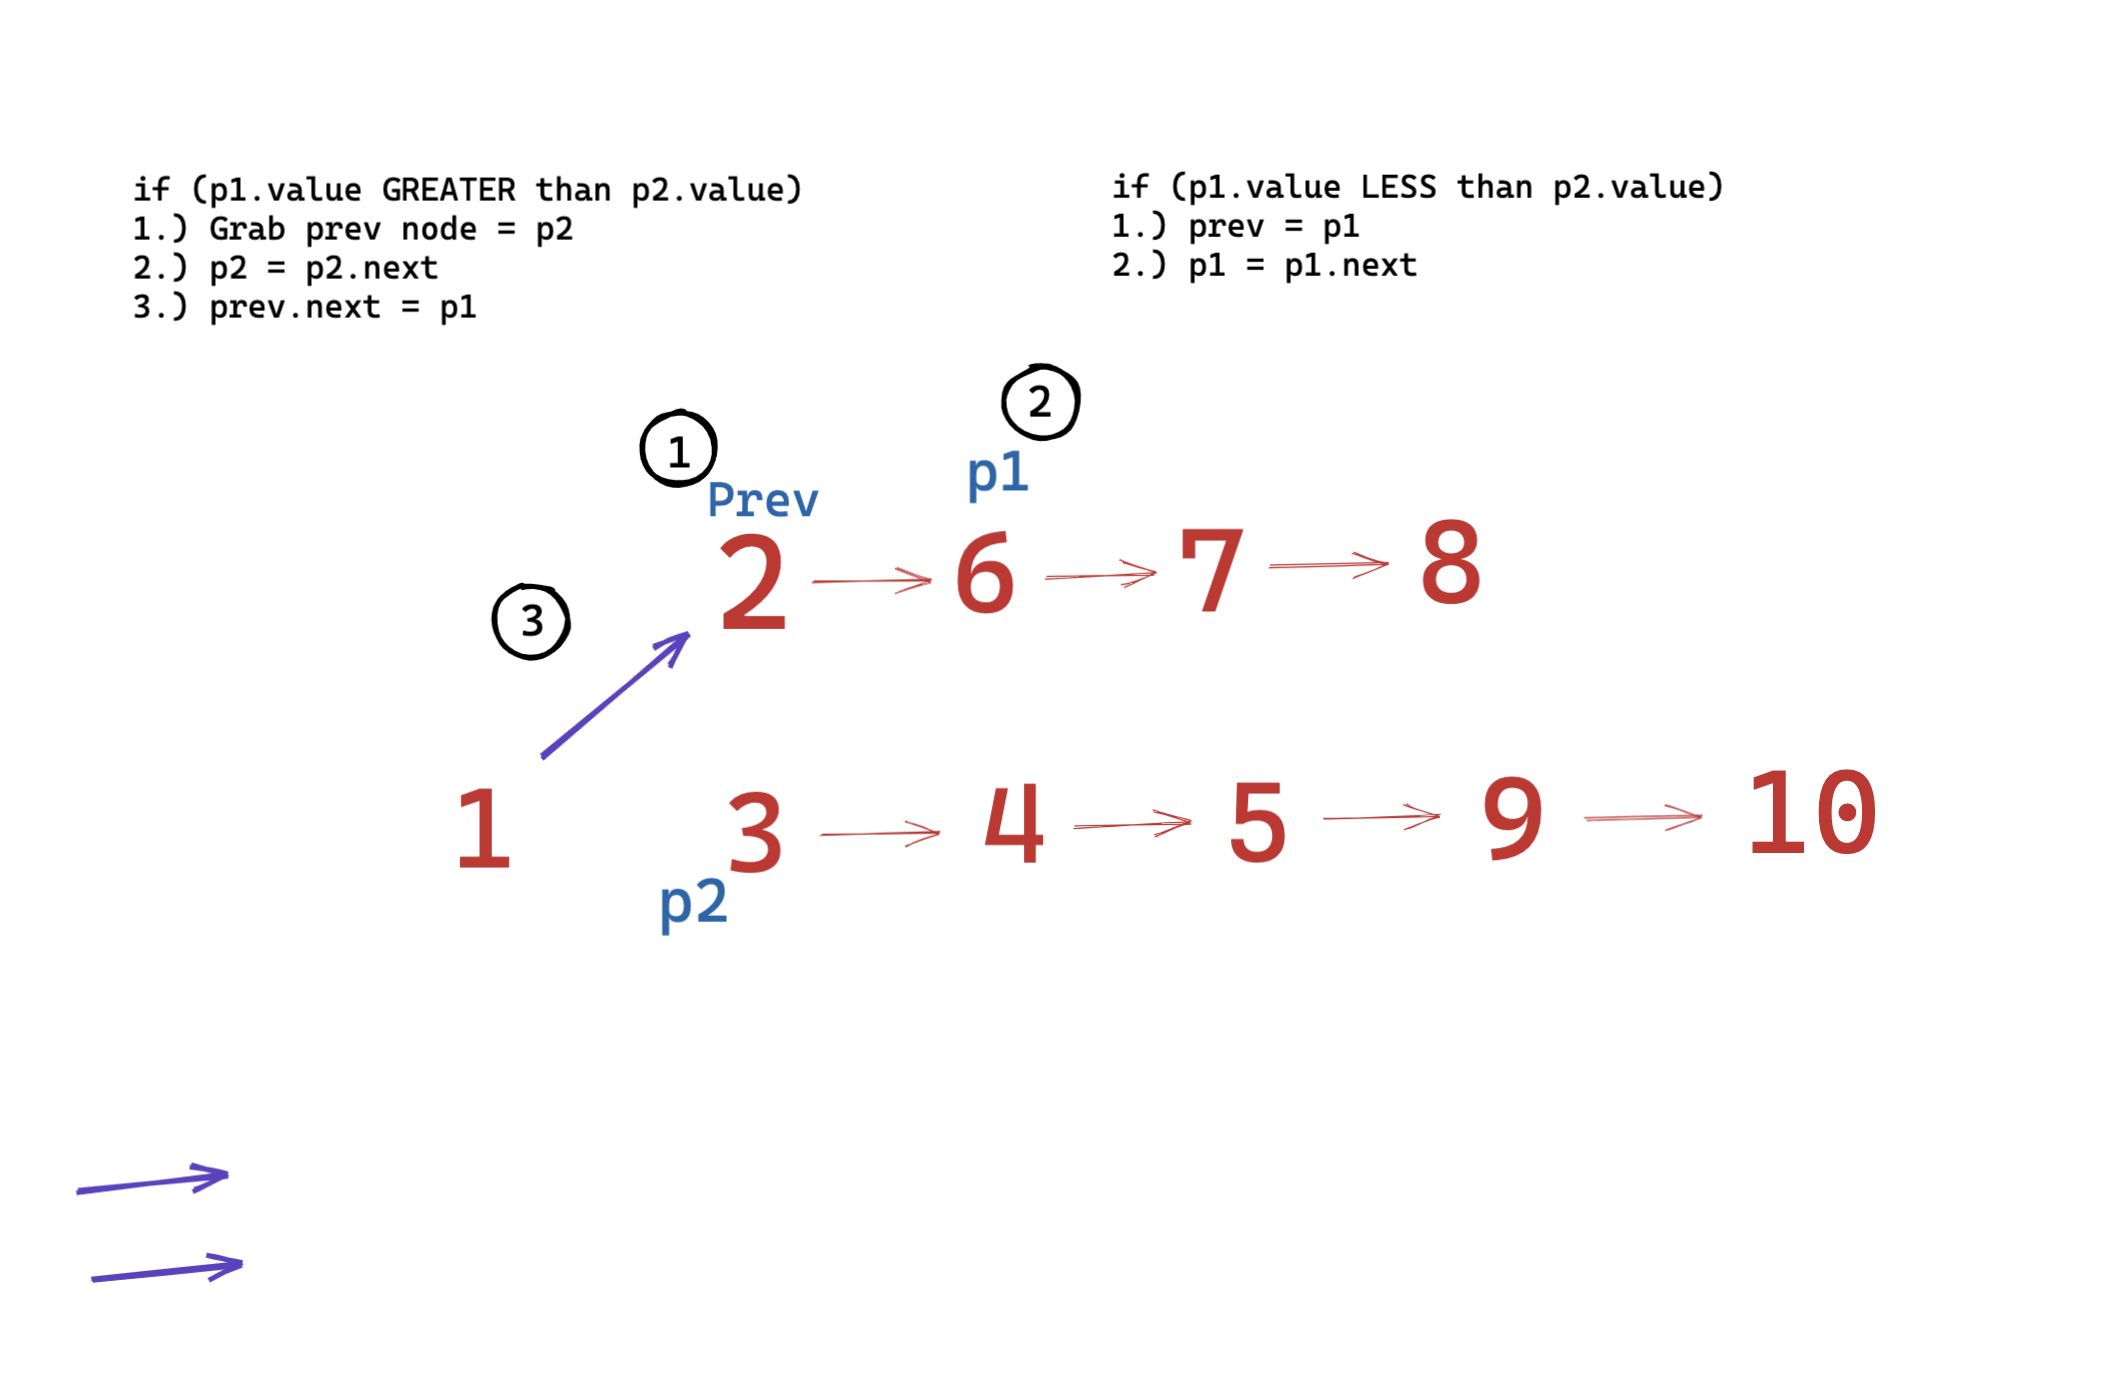 if (p1.value GREATER than p2.value)
1.) Grab prev node = p2
2.) p2 = p2.next
3.) prev.next = p1
if (p1.value LESS than p2.value)
1.) prev = p1
2.) p1 = p1.next
2
1
p1
Prev
2 6 7 8
3
1 3 4 5 9 10
p2